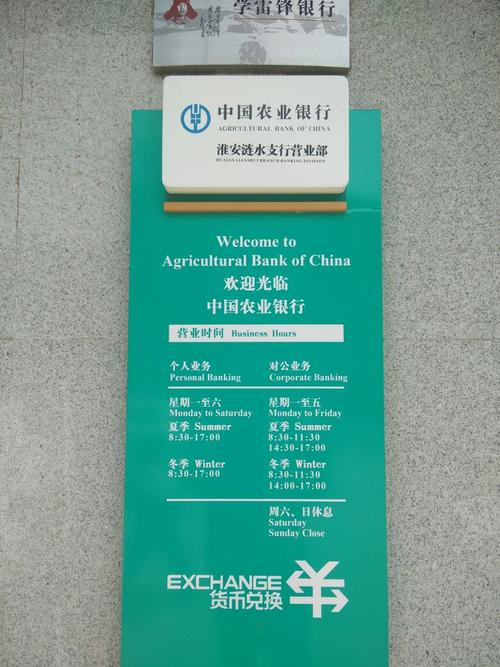 学雷锋银行
中国农业银行
AGRICULTURAL BANK OF CHINA
淮安涟水支行营业部
HUAIAN LIANSHUI BRANCH BANKING DIVISION
Welcome to
Agricultural Bank of China
欢迎光临
中国农业银行
营业时间 Business Hours
个人业务
Personal Banking
星期一至六
Monday to Saturday
夏季 Summer
8:30-17:00
冬季 Winter
8:30-17:00
对公业务
Corporate Banking
星期一至五
Monday to Friday
夏季 Summer
8:30-11:30
14:30-17:00
冬季 Winter
8:30-11:30
14:00-17:00
周六、日休息
Saturday
Sunday Close
EXCHANGE
货币兑换